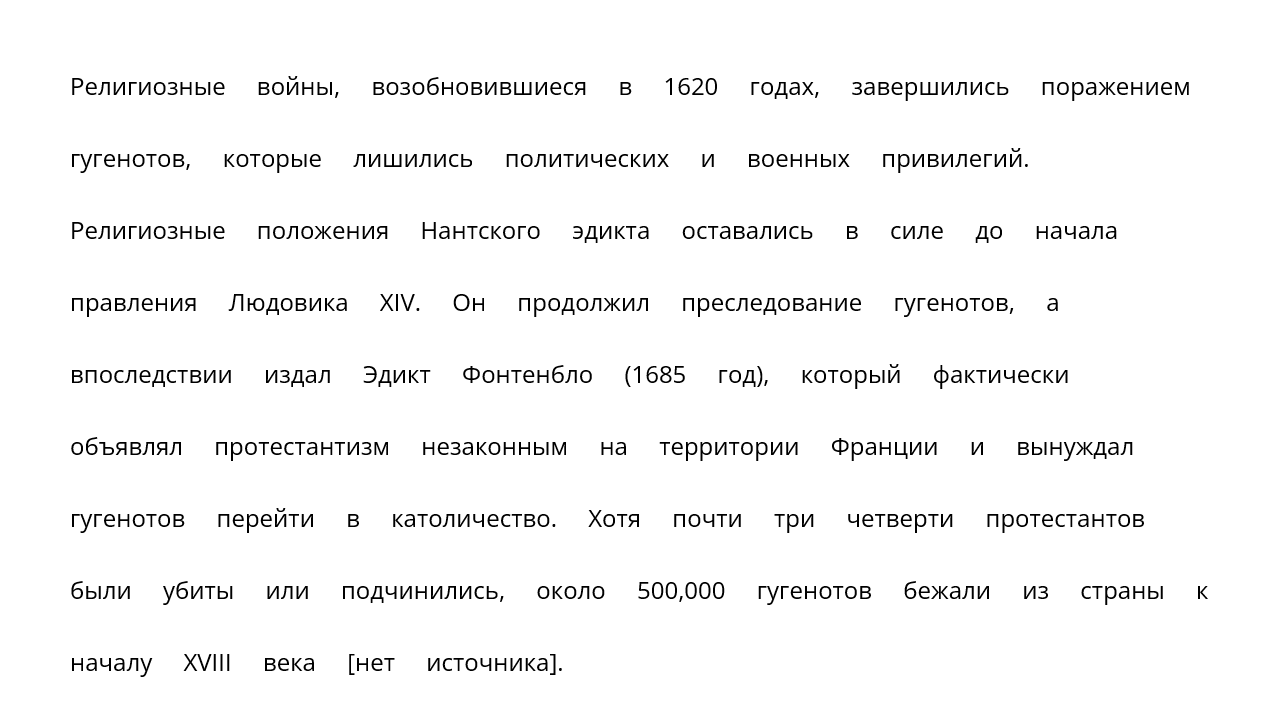 Религиозные войны, возобновившиеся в 1620 годах, завершились поражением
гугенотов, которые лишились политических и военных привилегий.
Религиозные положения Нантского эдикта оставались в силе до начала
правления Людовика XIV. Он продолжил преследование гугенотов, а
впоследствии издал Эдикт Фонтенбло (1685 год), который фактически
объявлял протестантизм незаконным на территории Франции и вынуждал
гугенотов перейти в католичество. Хотя почти три четверти протестантов
были убиты или подчинились, около 500,000 гугенотов бежали из страны к
началу XVIII века [нет источника].